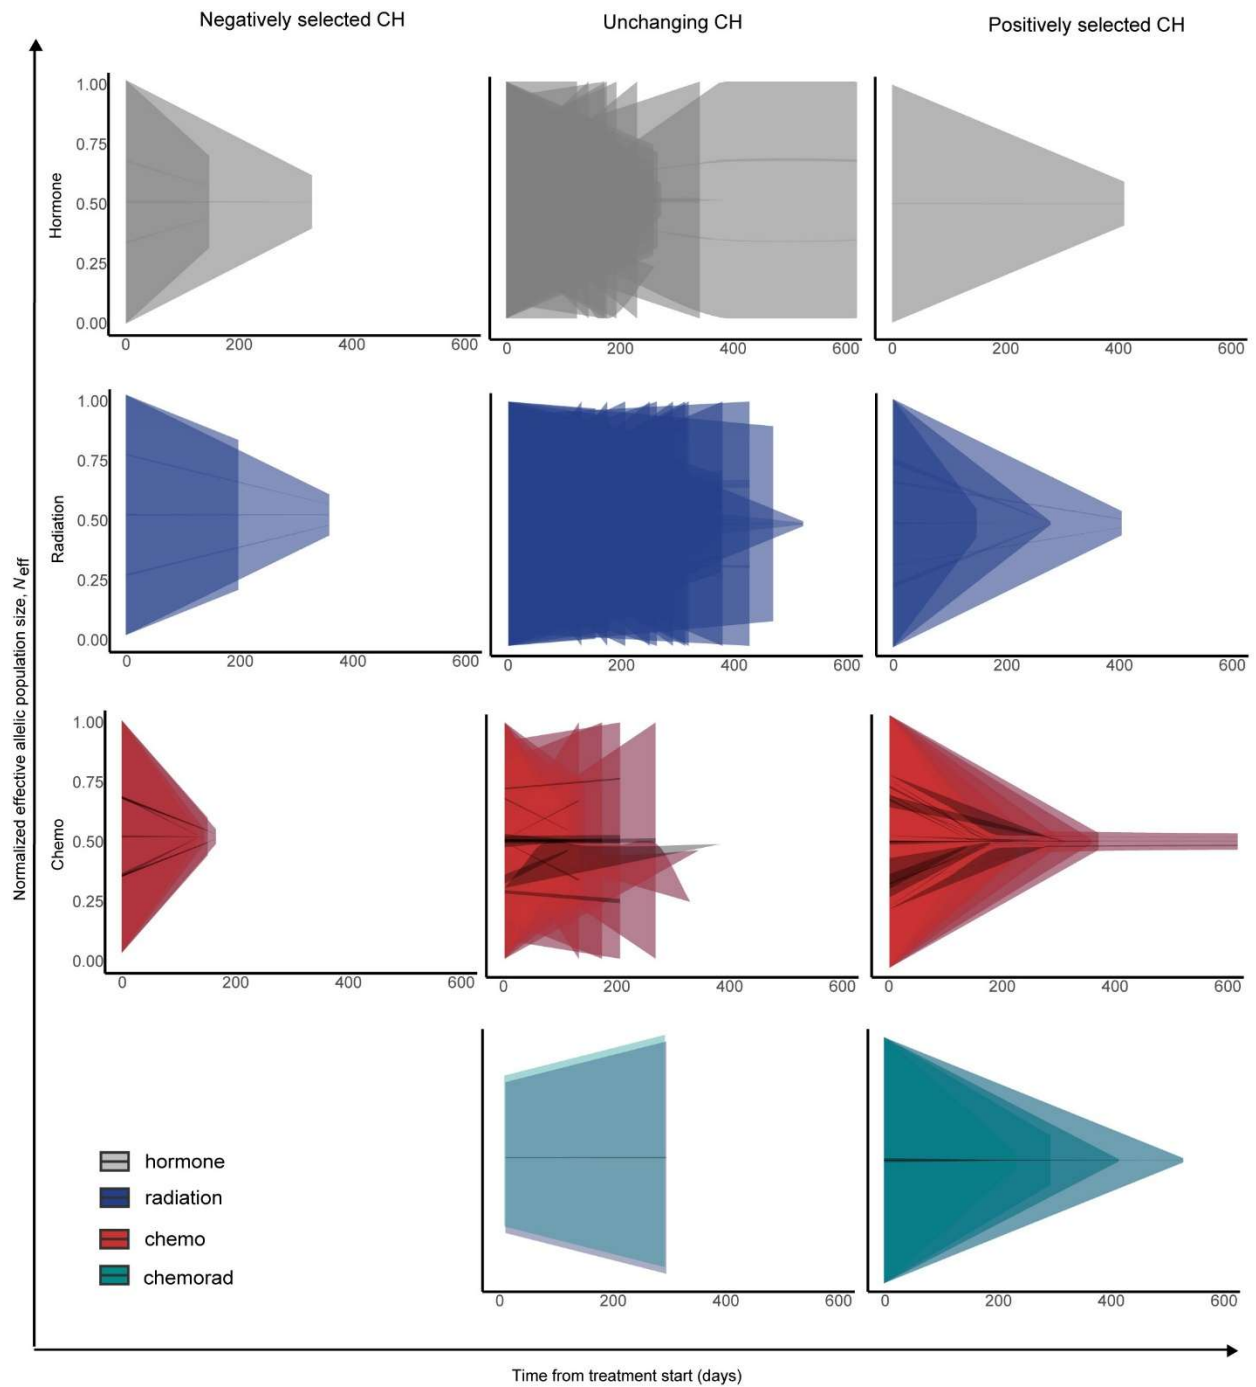 Negatively selected CH
Unchanging CH
Positively selected CH
Normalized effective allelic population size, Neff
Hormone
1.00
0.75
0.50
0.25
0.00
0 200 400 600
0 200 400 600
0 200 400 600
Radiation
1.00
0.75
0.50
0.25
0.00
0 200 400 600
0 200 400 600
0 200 400 600
Chemo
1.00
0.75
0.50
0.25
0.00
0 200 400 600
0 200 400 600
0 200 400 600
hormone
radiation
chemo
chemorad
0 200 400 600
0 200 400 600
Time from treatment start (days)